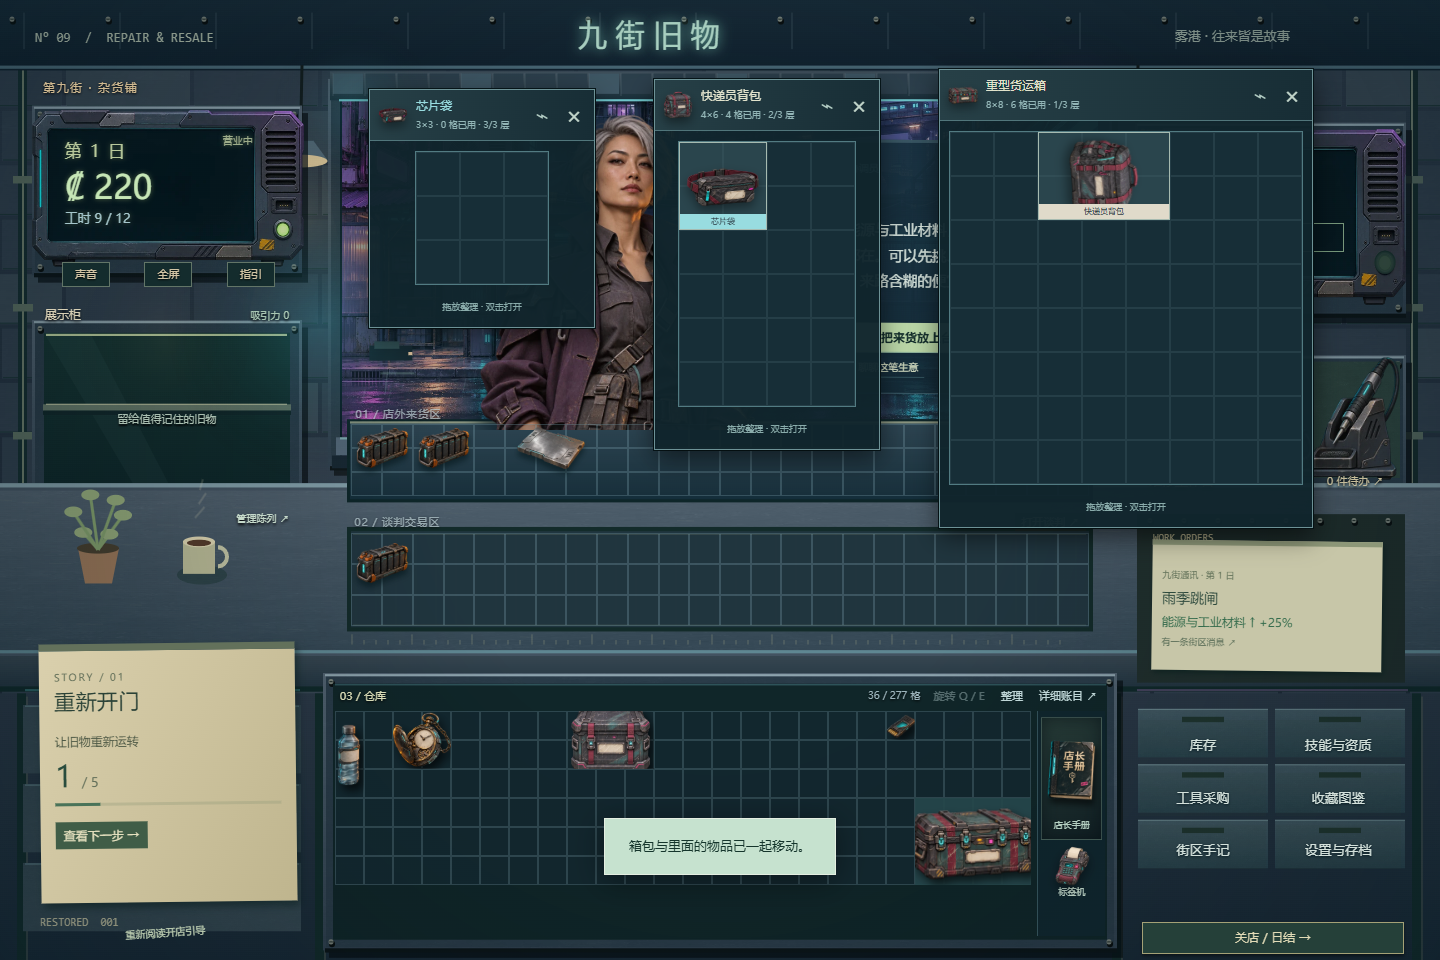 Nº 09 / REPAIR & RESALE
九街旧物
雾港 · 往来皆是故事
第九街 · 杂货铺
营业中
第 1 日
₡ 220
工时 9 / 12
声音
全屏
指引
展示柜
吸引力 0
留给值得记住的旧物
管理陈列 ↗
芯片袋
3×3 · 0 格已用 · 3/3 层
拖放整理 · 双击打开
快递员背包
4×6 · 4 格已用 · 2/3 层
芯片袋
拖放整理 · 双击打开
重型货运箱
8×8 · 6 格已用 · 1/3 层
快递员背包
拖放整理 · 双击打开
与工业材料
可以先
含糊的
把来货放上
这笔生意
01 / 店外来货区
02 / 谈判交易区
0 件待办 ↗
WORK ORDERS
九街通讯 · 第 1 日
雨季跳闸
能源与工业材料 ↑ +25%
有一条街区消息 ↗
STORY / 01
重新开门
让旧物重新运转
1 / 5
查看下一步 →
RESTORED 001
重新阅读开店引导
03 / 仓库
36 / 277 格
旋转 Q / E
整理
详细账目 ↗
店长手册
店长手册
标签机
箱包与里面的物品已一起移动。
库存
技能与资质
工具采购
收藏图鉴
街区手记
设置与存档
关店 / 日结 →